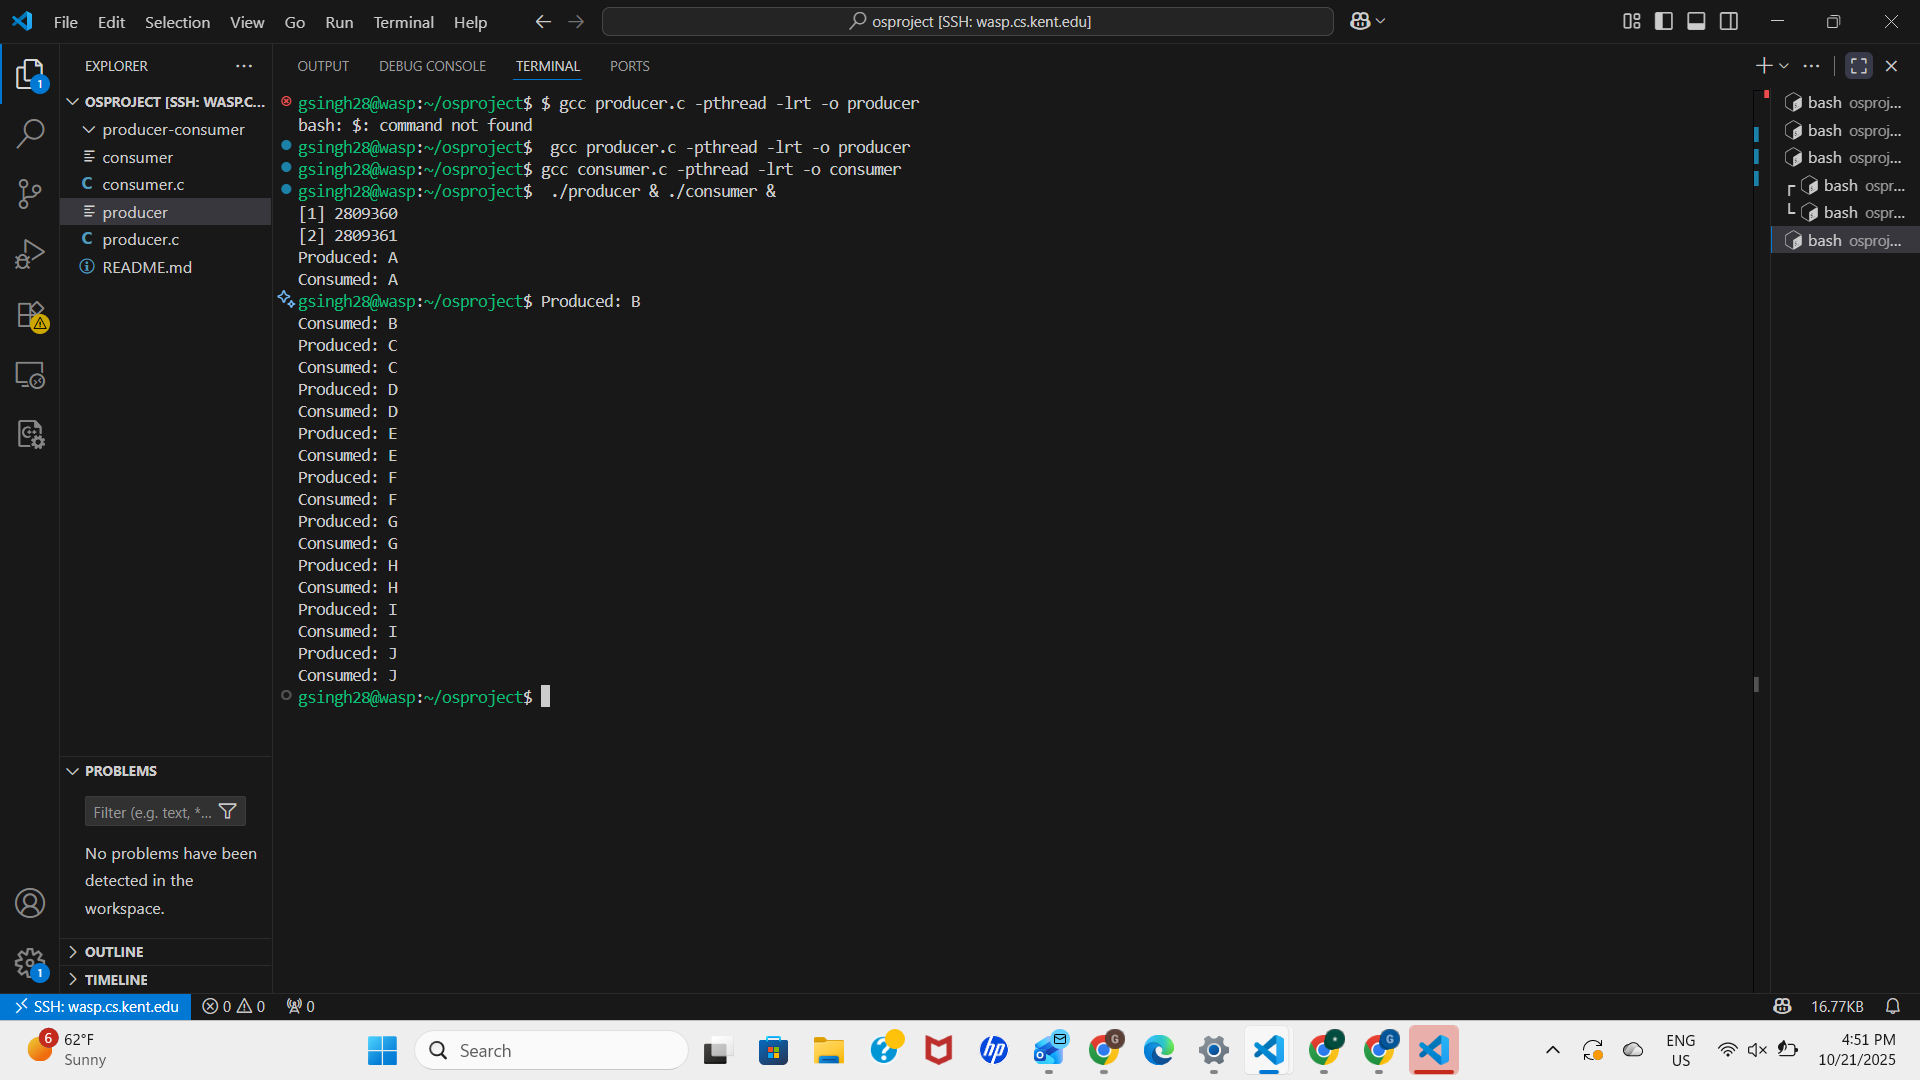 File Edit Selection View Go Run Terminal Help
osproject [SSH: wasp.cs.kent.edu]
EXPLORER
OSPROJECT [SSH: WASP.C...
producer-consumer
consumer
C consumer.c
producer
C producer.c
README.md
PROBLEMS
Filter (e.g. text, *...
No problems have been
detected in the
workspace.
OUTLINE
TIMELINE
OUTPUT DEBUG CONSOLE TERMINAL PORTS
gsingh28@wasp:~/osproject$ $ gcc producer.c -pthread -lrt -o producer
bash: $: command not found
gsingh28@wasp:~/osproject$  gcc producer.c -pthread -lrt -o producer
gsingh28@wasp:~/osproject$ gcc consumer.c -pthread -lrt -o consumer
gsingh28@wasp:~/osproject$  ./producer & ./consumer &
[1] 2809360
[2] 2809361
Produced: A
Consumed: A
gsingh28@wasp:~/osproject$ Produced: B
Consumed: B
Produced: C
Consumed: C
Produced: D
Consumed: D
Produced: E
Consumed: E
Produced: F
Consumed: F
Produced: G
Consumed: G
Produced: H
Consumed: H
Produced: I
Consumed: I
Produced: J
Consumed: J
gsingh28@wasp:~/osproject$
bash osproj...
bash osproj...
bash osproj...
bash ospr...
bash ospr...
bash osproj...
1
1
SSH: wasp.cs.kent.edu 0 0 0
16.77KB
6
62°F
Sunny
Search
hp
G
G
ENG
US
4:51 PM
10/21/2025